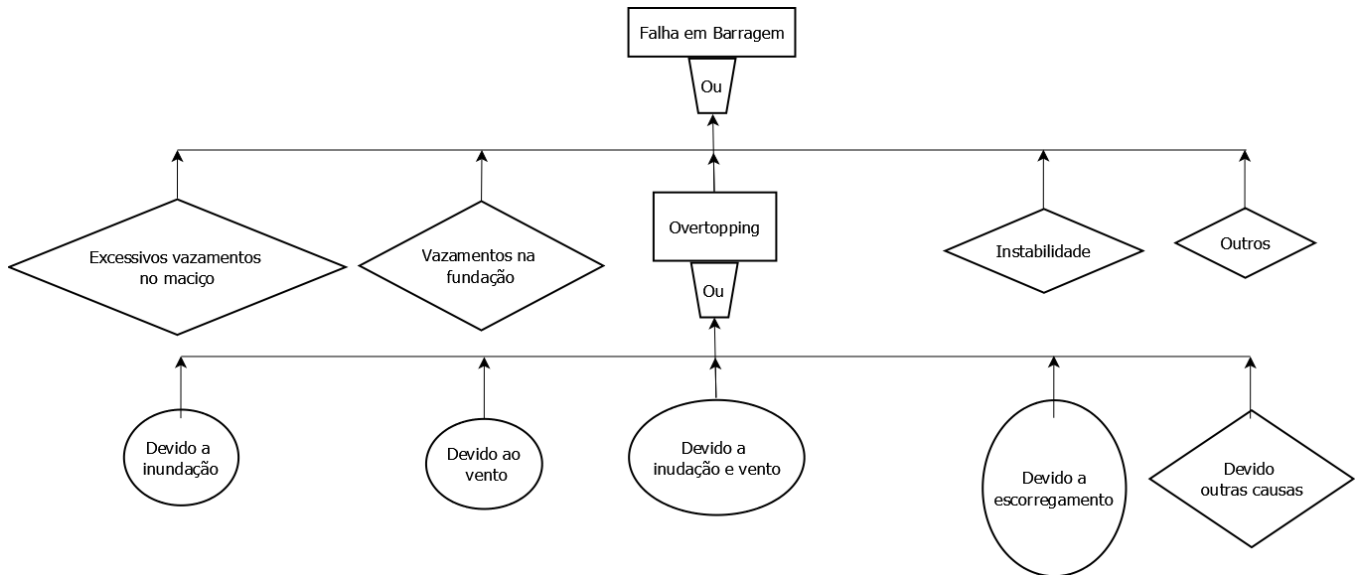 Falha em Barragem
Ou
Excessivos vazamentos
no maciço
Vazamentos na
fundação
Overtopping
Instabilidade
Outros
Ou
Devido a
inundação
Devido ao
vento
Devido a
inudação e vento
Devido a
escorregamento
Devido
outras causas